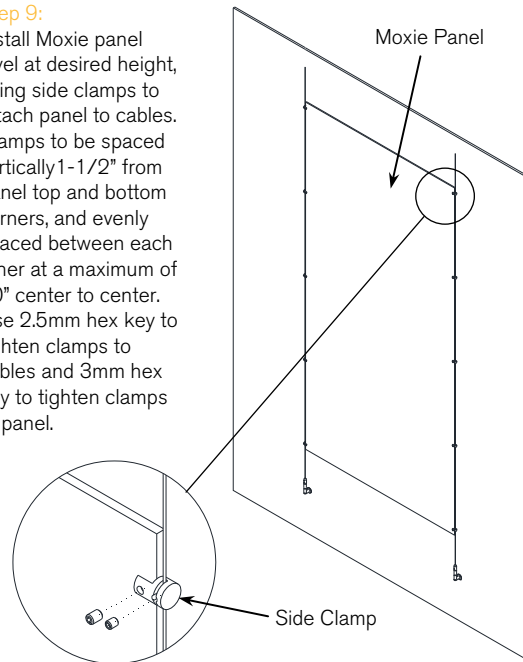 ep 9:
stall Moxie panel
vel at desired height,
ing side clamps to
tach panel to cables.
amps to be spaced
rtically1-1/2” from
anel top and bottom
orners, and evenly
aced between each
her at a maximum of
0” center to center.
se 2.5mm hex key to
ghten clamps to
bles and 3mm hex
y to tighten clamps
panel.
Moxie Panel
Side Clamp